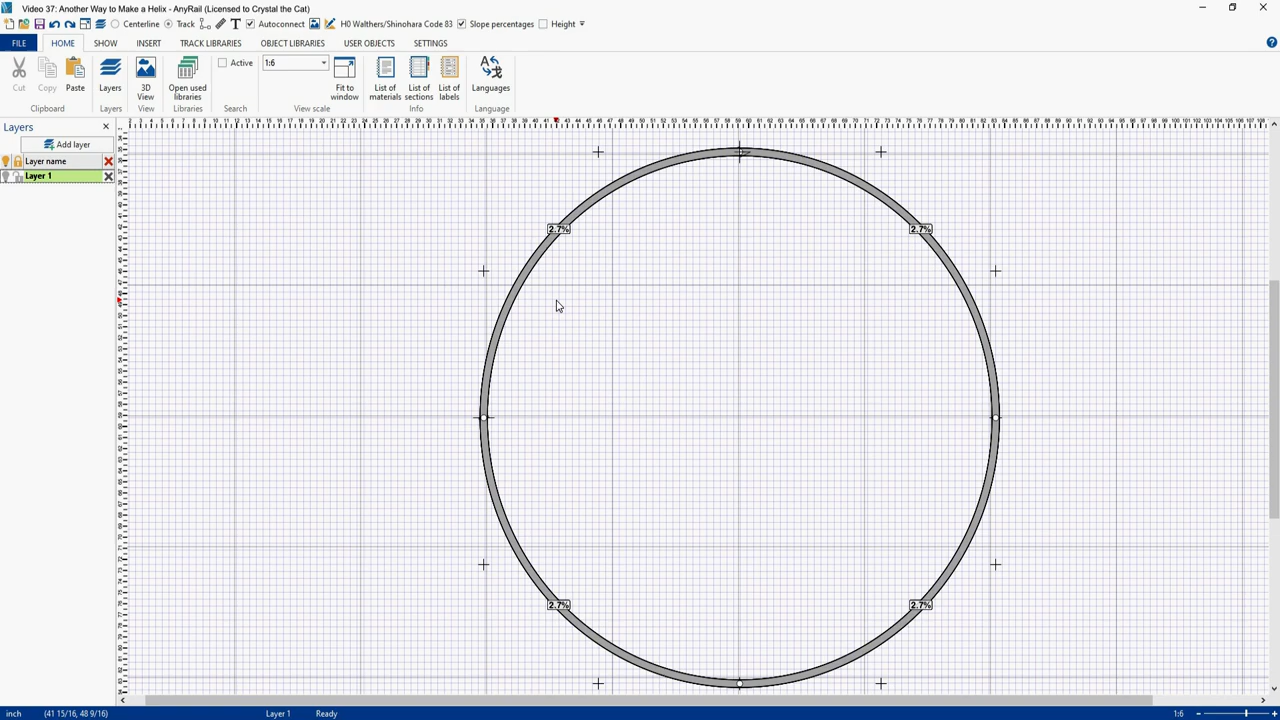 Video 37: Another Way to Make a Helix - AnyRail (Licensed to Crystal the Cat)
Centerline Track Autoconnect H0 Walthers/Shinohara Code 83 Slope percentages Height
FILE HOME SHOW INSERT TRACK LIBRARIES OBJECT LIBRARIES USER OBJECTS SETTINGS
Cut Copy Paste Layers 3D View Open used libraries Active 1:6 Fit to window List of materials List of sections List of labels Languages
Clipboard Layers View Libraries Search View scale Info Language
Layers
Add layer
Layer name
Layer 1
2.7% 2.7%
2.7% 2.7%
inch (41 15/16, 48 9/16) Layer 1 Ready 1:6